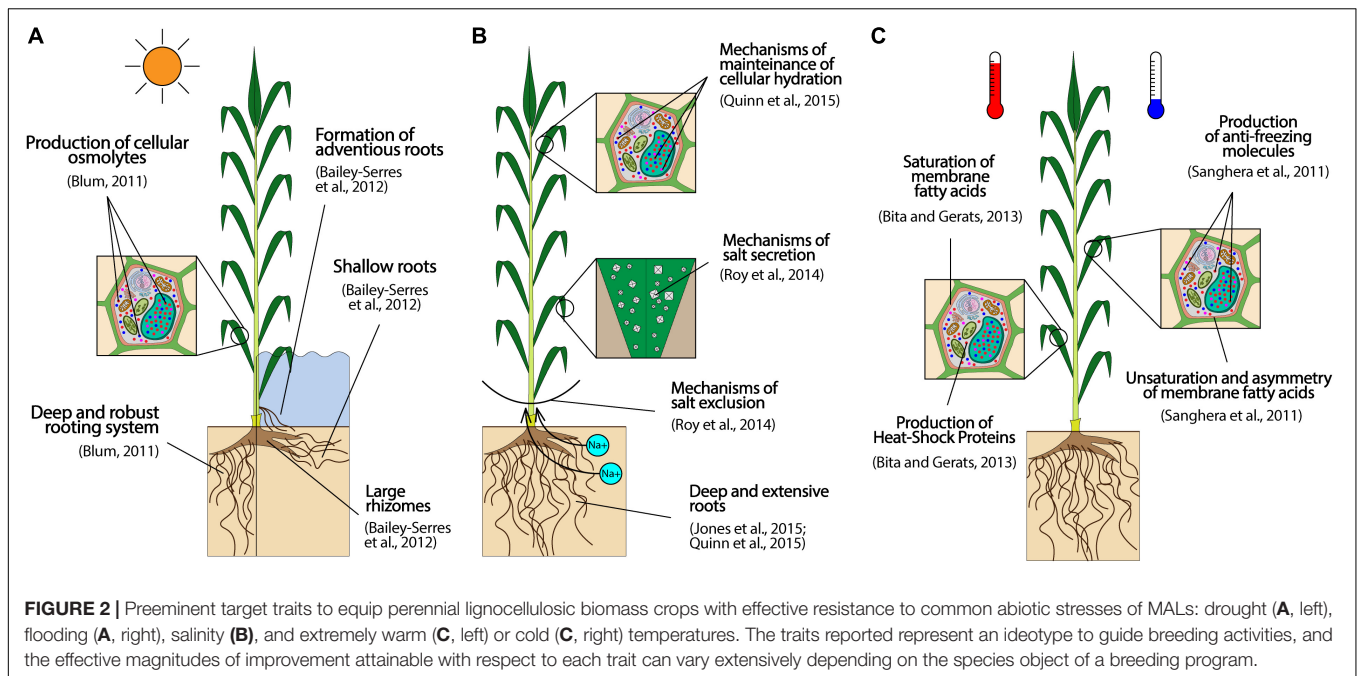 A
Production of cellular
osmolytes
(Blum, 2011)
Formation of
adventious roots
(Bailey-Serres
et al., 2012)
Shallow roots
(Bailey-Serres
et al., 2012)
Deep and robust
rooting system
(Blum, 2011)
Large
rhizomes
(Bailey-Serres
et al., 2012)
B
Mechanisms of
mainteinance of
cellular hydration
(Quinn et al., 2015)
Mechanisms of
salt secretion
(Roy et al., 2014)
Mechanisms of
salt exclusion
(Roy et al., 2014)
Na+
Na+
Deep and extensive
roots
(Jones et al., 2015;
Quinn et al., 2015)
C
Saturation of
membrane
fatty acids
(Bita and Gerats, 2013)
Production
of anti-freezing
molecules
(Sanghera et al., 2011)
Production of
Heat-Shock Proteins
(Bita and Gerats, 2013)
Unsaturation and asymmetry
of membrane fatty acids
(Sanghera et al., 2011)
FIGURE 2 | Preeminent target traits to equip perennial lignocellulosic biomass crops with effective resistance to common abiotic stresses of MALs: drought (A, left),
flooding (A, right), salinity (B), and extremely warm (C, left) or cold (C, right) temperatures. The traits reported represent an ideotype to guide breeding activities, and
the effective magnitudes of improvement attainable with respect to each trait can vary extensively depending on the species object of a breeding program.